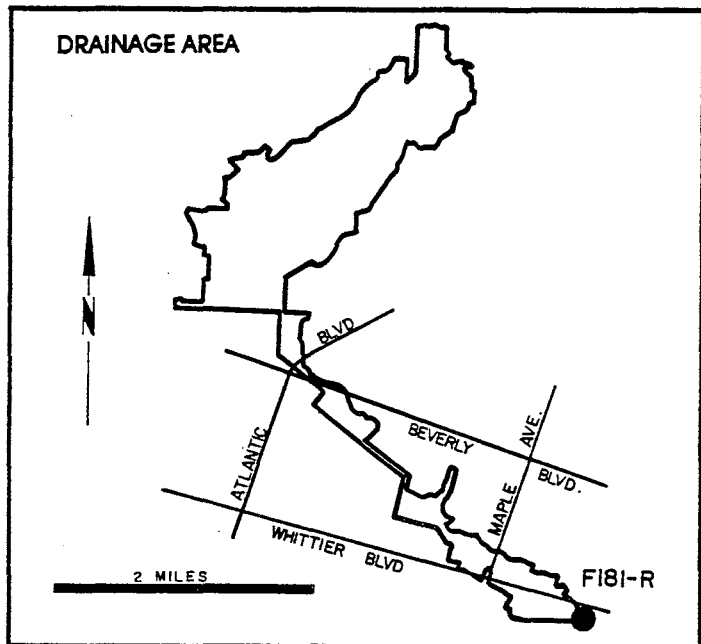 DRAINAGE AREA
N
BLVD
BEVERLY
BLVD.
AVE.
MAPLE
ATLANTIC
WHITTIER BLVD
2 MILES
F181-R